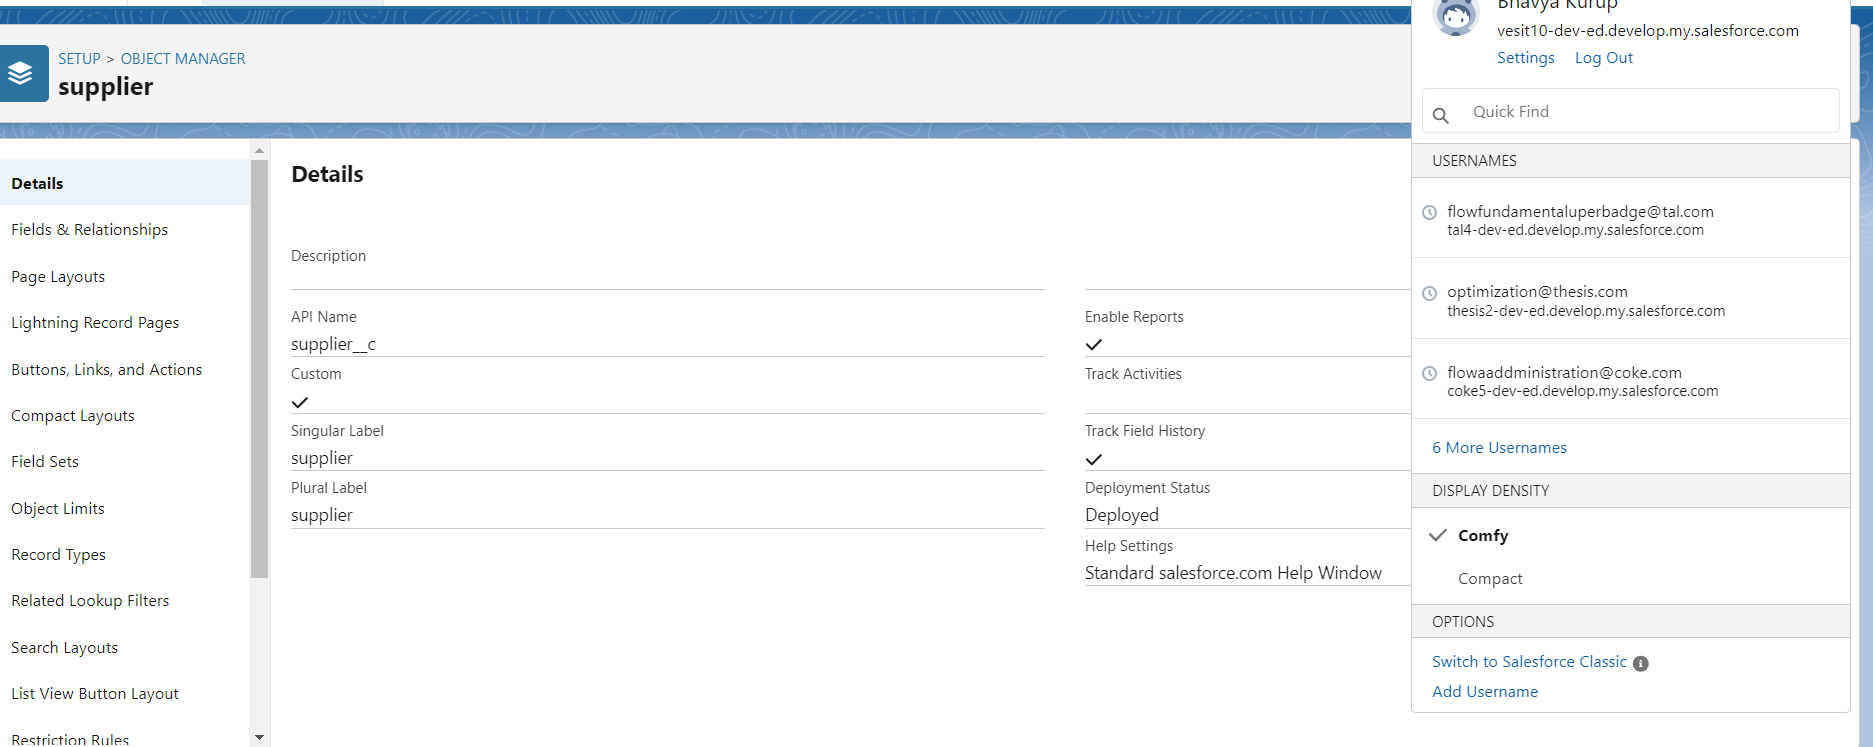 SETUP > OBJECT MANAGER
supplier
Details
Fields & Relationships
Page Layouts
Lightning Record Pages
Buttons, Links, and Actions
Compact Layouts
Field Sets
Object Limits
Record Types
Related Lookup Filters
Search Layouts
List View Button Layout
Restriction Rules
Details
Description
API Name
supplier__c
Custom
Singular Label
supplier
Plural Label
supplier
Enable Reports
Track Activities
Track Field History
Deployment Status
Deployed
Help Settings
Standard salesforce.com Help Window
Bhavya Kurup
vesit10-dev-ed.develop.my.salesforce.com
Settings Log Out
Quick Find
USERNAMES
flowfundamentaluperbadge@tal.com
tal4-dev-ed.develop.my.salesforce.com
optimization@thesis.com
thesis2-dev-ed.develop.my.salesforce.com
flowaaddministration@coke.com
coke5-dev-ed.develop.my.salesforce.com
6 More Usernames
DISPLAY DENSITY
Comfy
Compact
OPTIONS
Switch to Salesforce Classic
Add Username